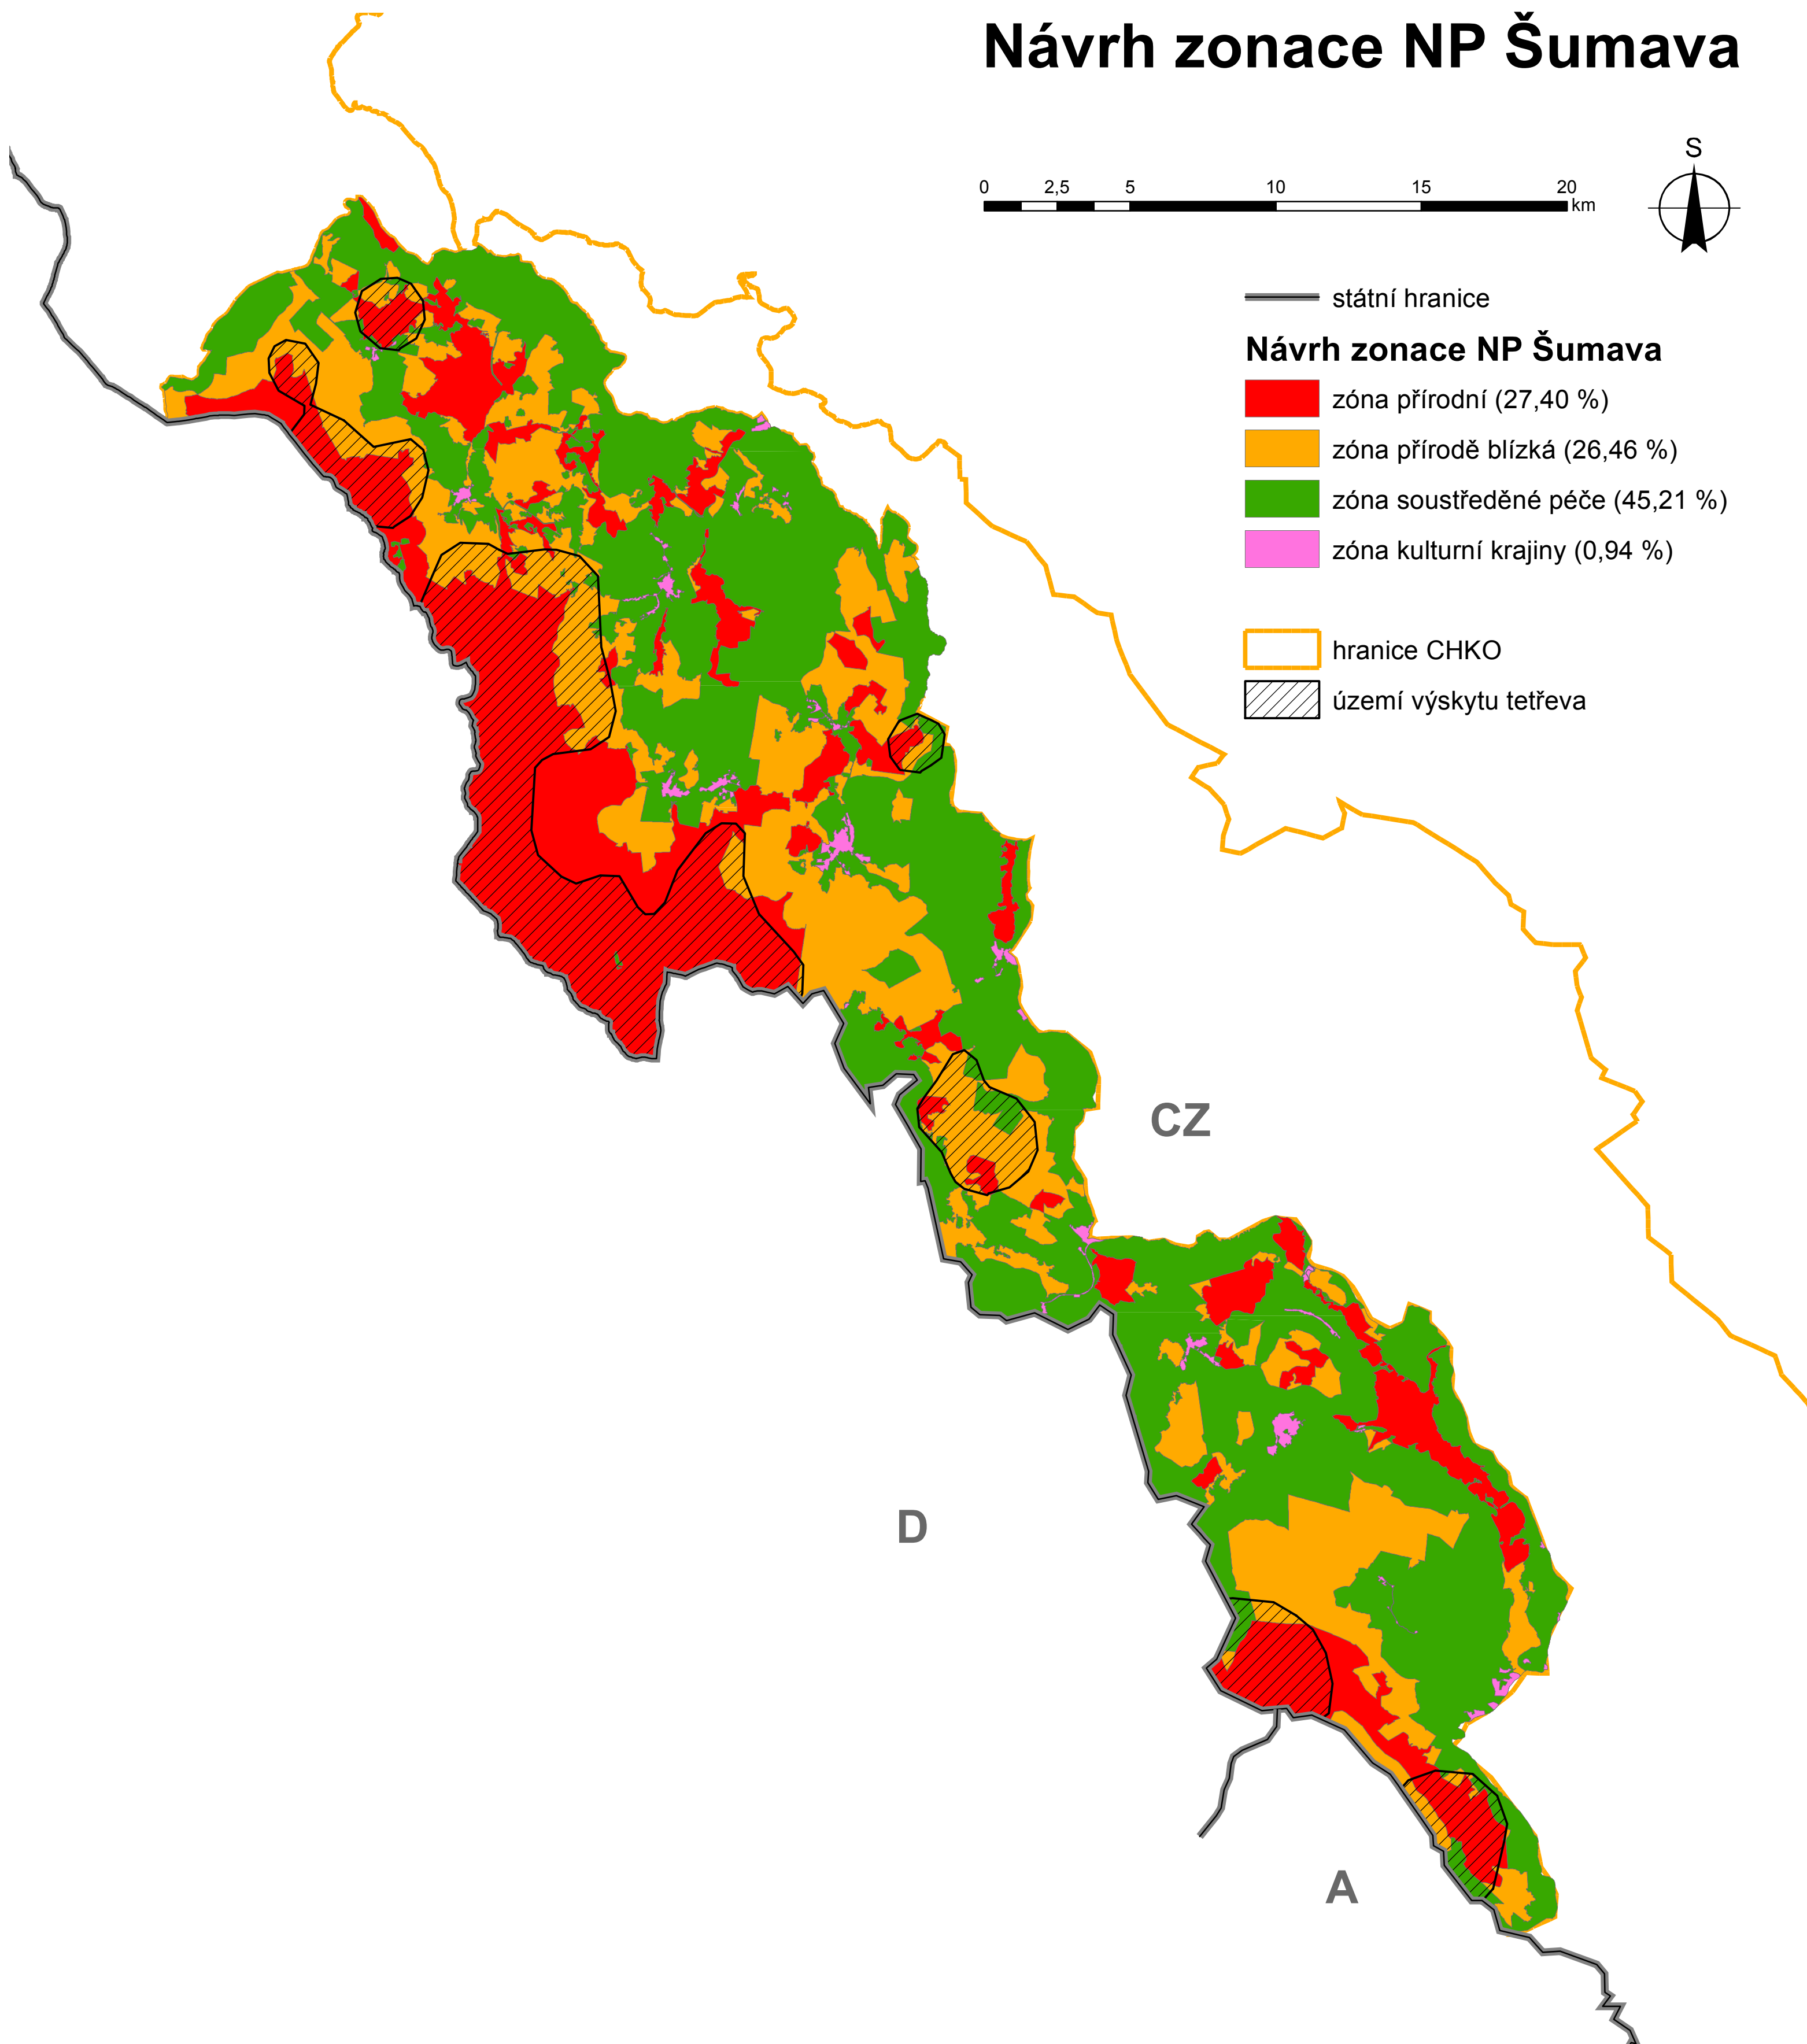 Návrh zonace NP Šumava
S
0 2,5 5 10 15 20
km
státní hranice
Návrh zonace NP Šumava
zóna přírodní (27,40 %)
zóna přírodě blízká (26,46 %)
zóna soustředěné péče (45,21 %)
zóna kulturní krajiny (0,94 %)
hranice CHKO
území výskytu tetřeva
CZ
D
A